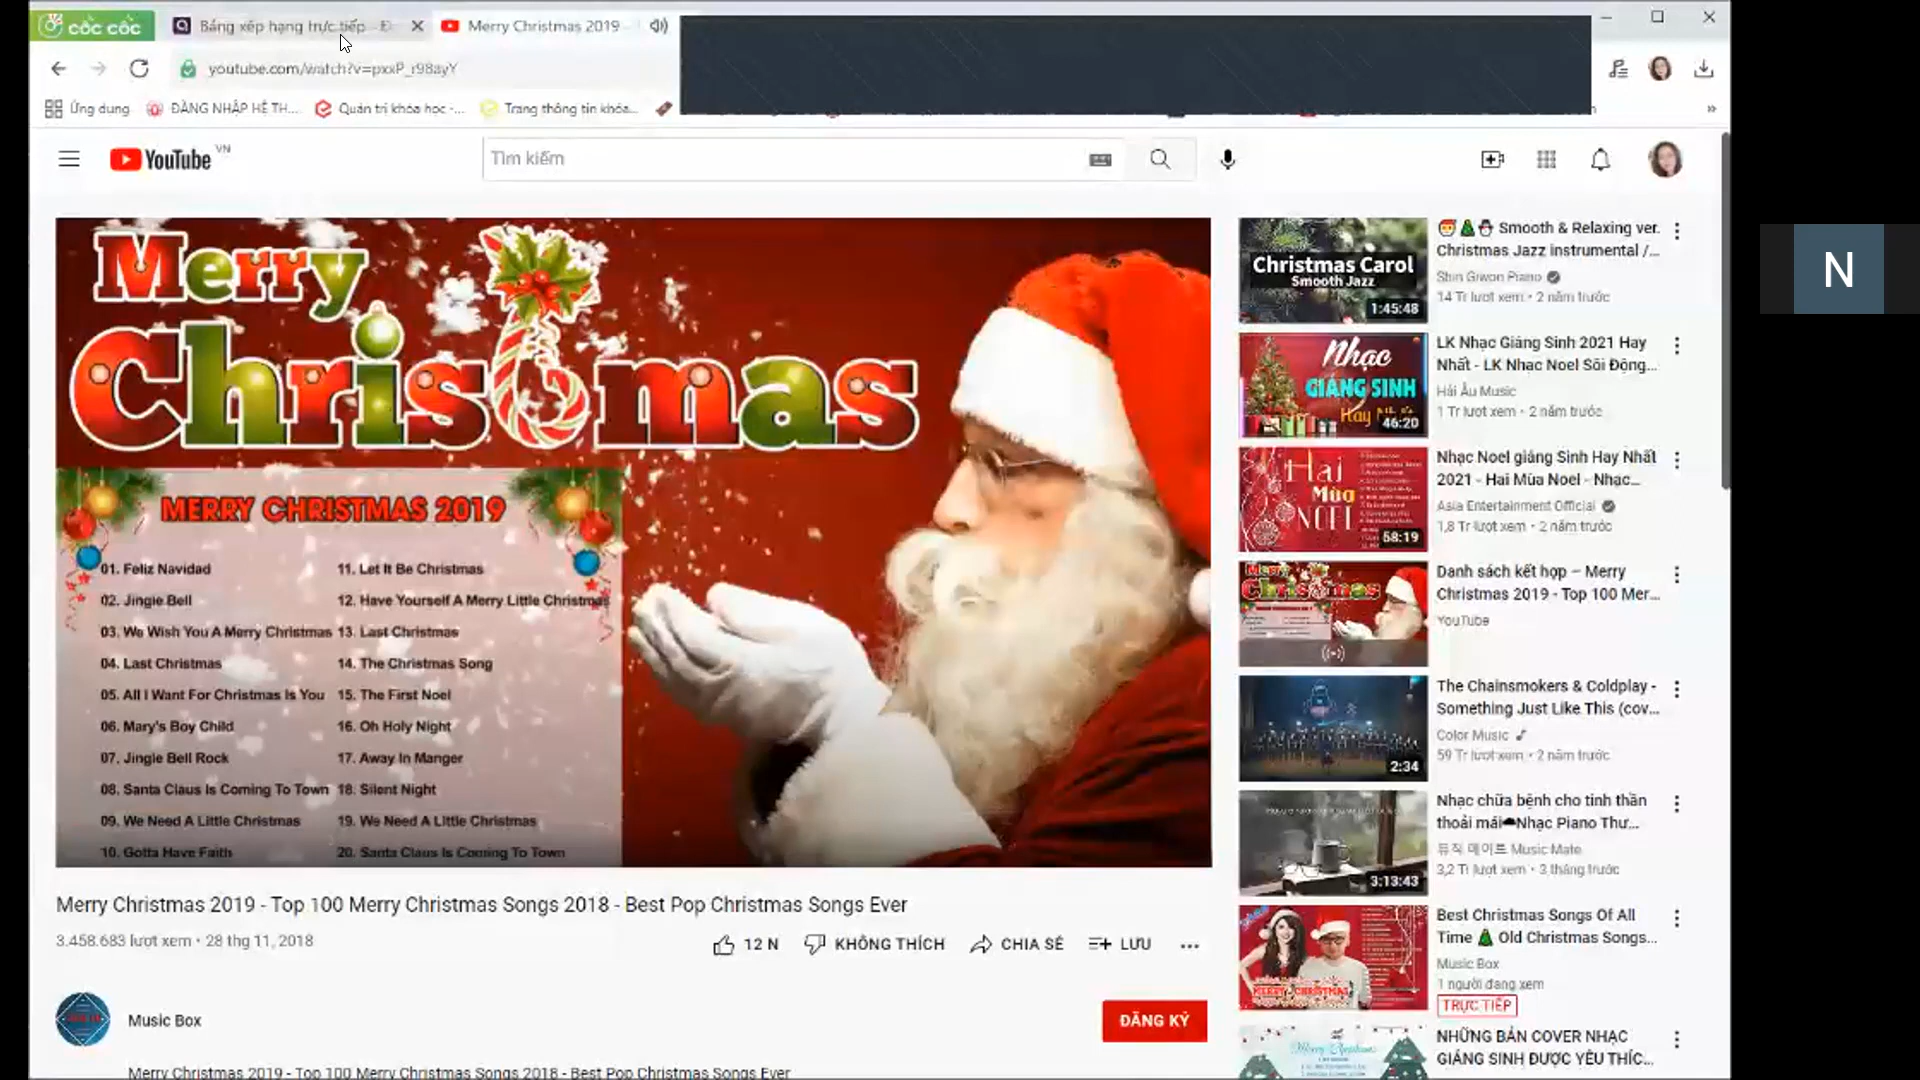 cốc cốc
Bảng xếp hạng trực tiếp - E
Merry Christmas 2019 -
youtube.com/watch?v=pxxP_r98ayY
Ứng dụng
ĐĂNG NHẬP HỆ TH...
Quản trị khóa học -...
Trang thông tin khóa...
»
YouTube VN
Tìm kiếm
N
Merry
Christmas
MERRY CHRISTMAS 2019
01. Feliz Navidad
02. Jingle Bell
03. We Wish You A Merry Christmas
04. Last Christmas
05. All I Want For Christmas Is You
06. Mary's Boy Child
07. Jingle Bell Rock
08. Santa Claus Is Coming To Town
09. We Need A Little Christmas
10. Gotta Have Faith
11. Let It Be Christmas
12. Have Yourself A Merry Little Christmas
13. Last Christmas
14. The Christmas Song
15. The First Noel
16. Oh Holy Night
17. Away In Manger
18. Silent Night
19. We Need A Little Christmas
20. Santa Claus Is Coming To Town
Merry Christmas 2019 - Top 100 Merry Christmas Songs 2018 - Best Pop Christmas Songs Ever
3.458.683 lượt xem • 28 thg 11, 2018
12 N
KHÔNG THÍCH
CHIA SẺ
LƯU
Music Box
ĐĂNG KÝ
Merry Christmas 2019 - Top 100 Merry Christmas Songs 2018 - Best Pop Christmas Songs Ever
Christmas Carol
Smooth Jazz
1:45:48
🎅🎄⛄ Smooth & Relaxing ver.
Christmas Jazz instrumental /...
Shin Giwon Piano
14 Tr lượt xem • 2 năm trước
Nhạc
GIÁNG SINH
Hay
46:20
LK Nhạc Giáng Sinh 2021 Hay
Nhất - LK Nhạc Noel Sôi Động...
Hải Âu Music
1 Tr lượt xem • 2 năm trước
Hai
Mùa
NOEL
58:19
Nhạc Noel giáng Sinh Hay Nhất
2021 - Hai Mùa Noel - Nhạc...
Asia Entertainment Official
1,8 Tr lượt xem • 2 năm trước
Christmas
Danh sách kết hợp – Merry
Christmas 2019 - Top 100 Mer...
YouTube
2:34
The Chainsmokers & Coldplay -
Something Just Like This (cov...
Color Music
59 Tr lượt xem • 2 năm trước
3:13:43
Nhạc chữa bệnh cho tinh thần
thoải mái☁Nhạc Piano Thư...
뮤직 메이트 Music Mate
3,2 Tr lượt xem • 3 tháng trước
MERRY CHRISTMAS
Best Christmas Songs Of All
Time 🎄 Old Christmas Songs...
Music Box
1 người đang xem
TRỰC TIẾP
Merry Christmas
NHỮNG BẢN COVER NHẠC
GIÁNG SINH ĐƯỢC YÊU THÍC...